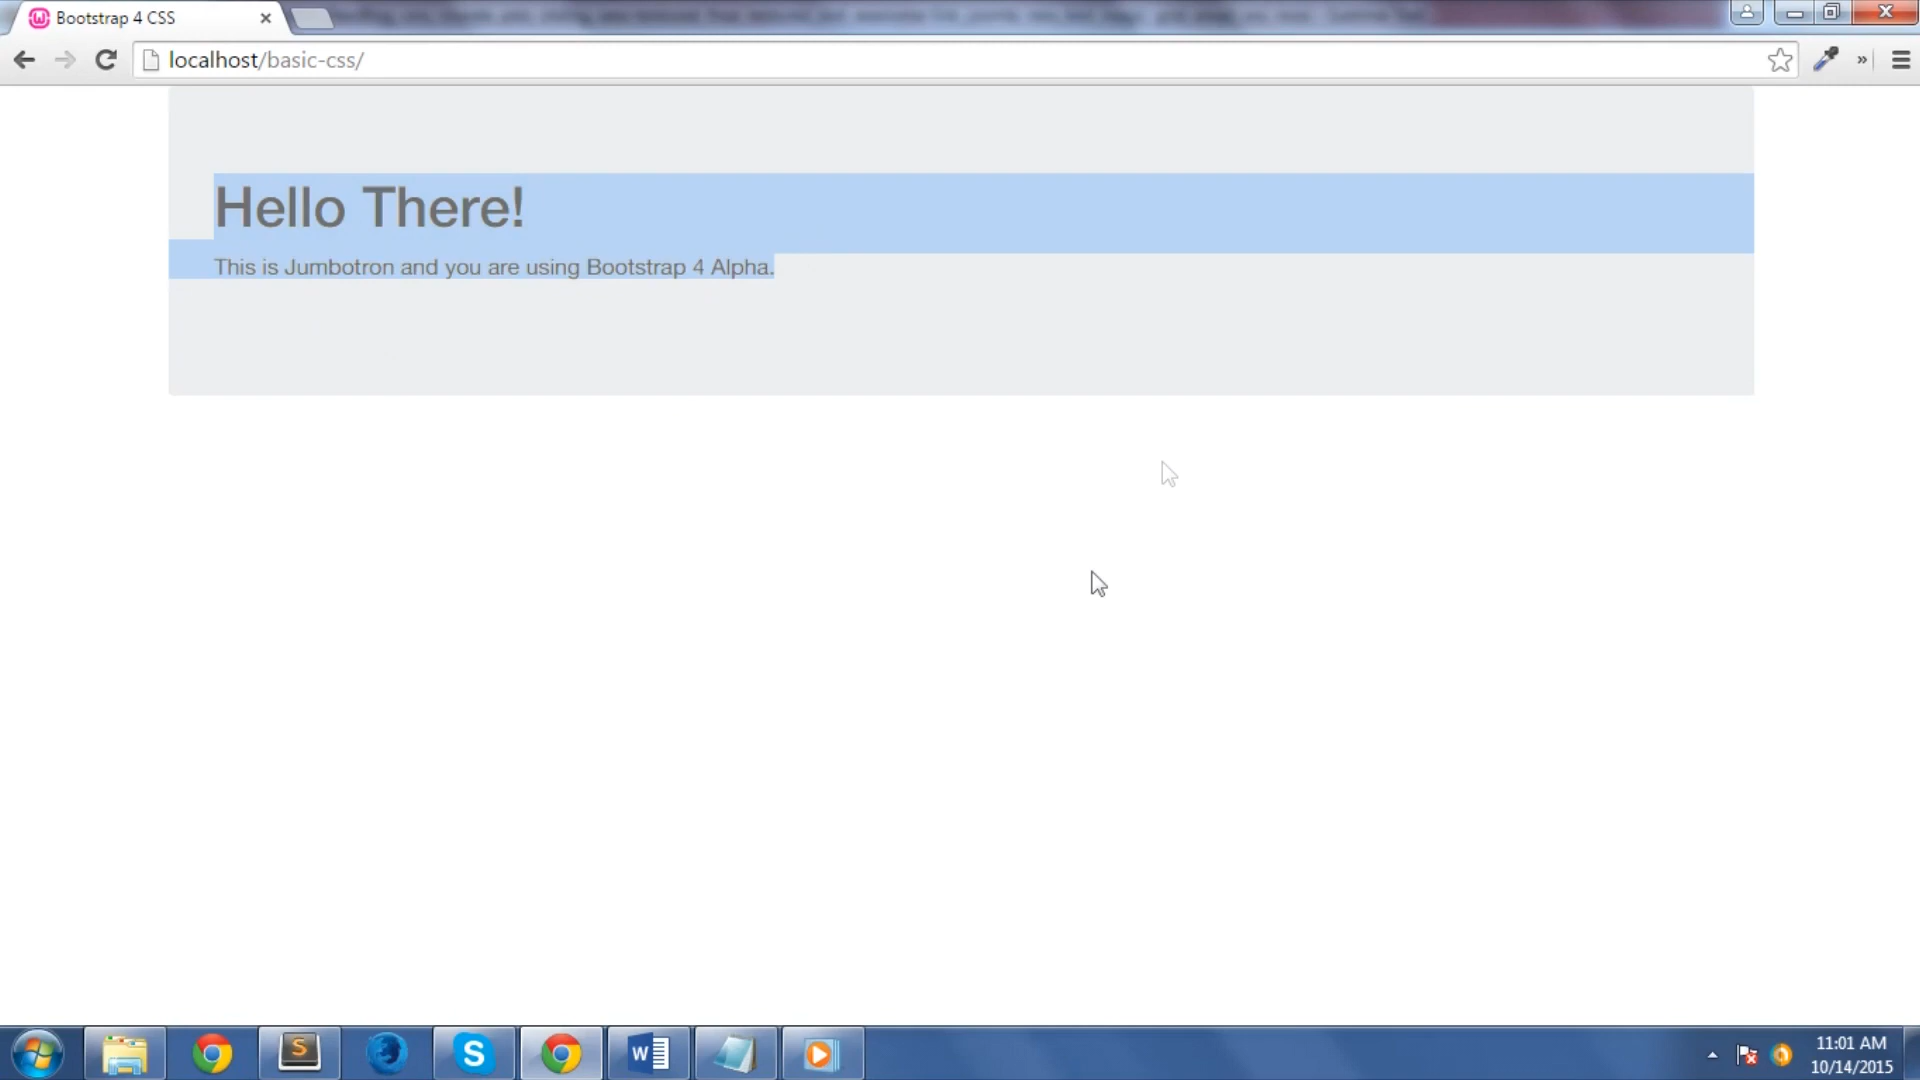 Bootstrap 4 CSS
localhost/basic-css/
Hello There!
This is Jumbotron and you are using Bootstrap 4 Alpha.
11:01 AM
10/14/2015